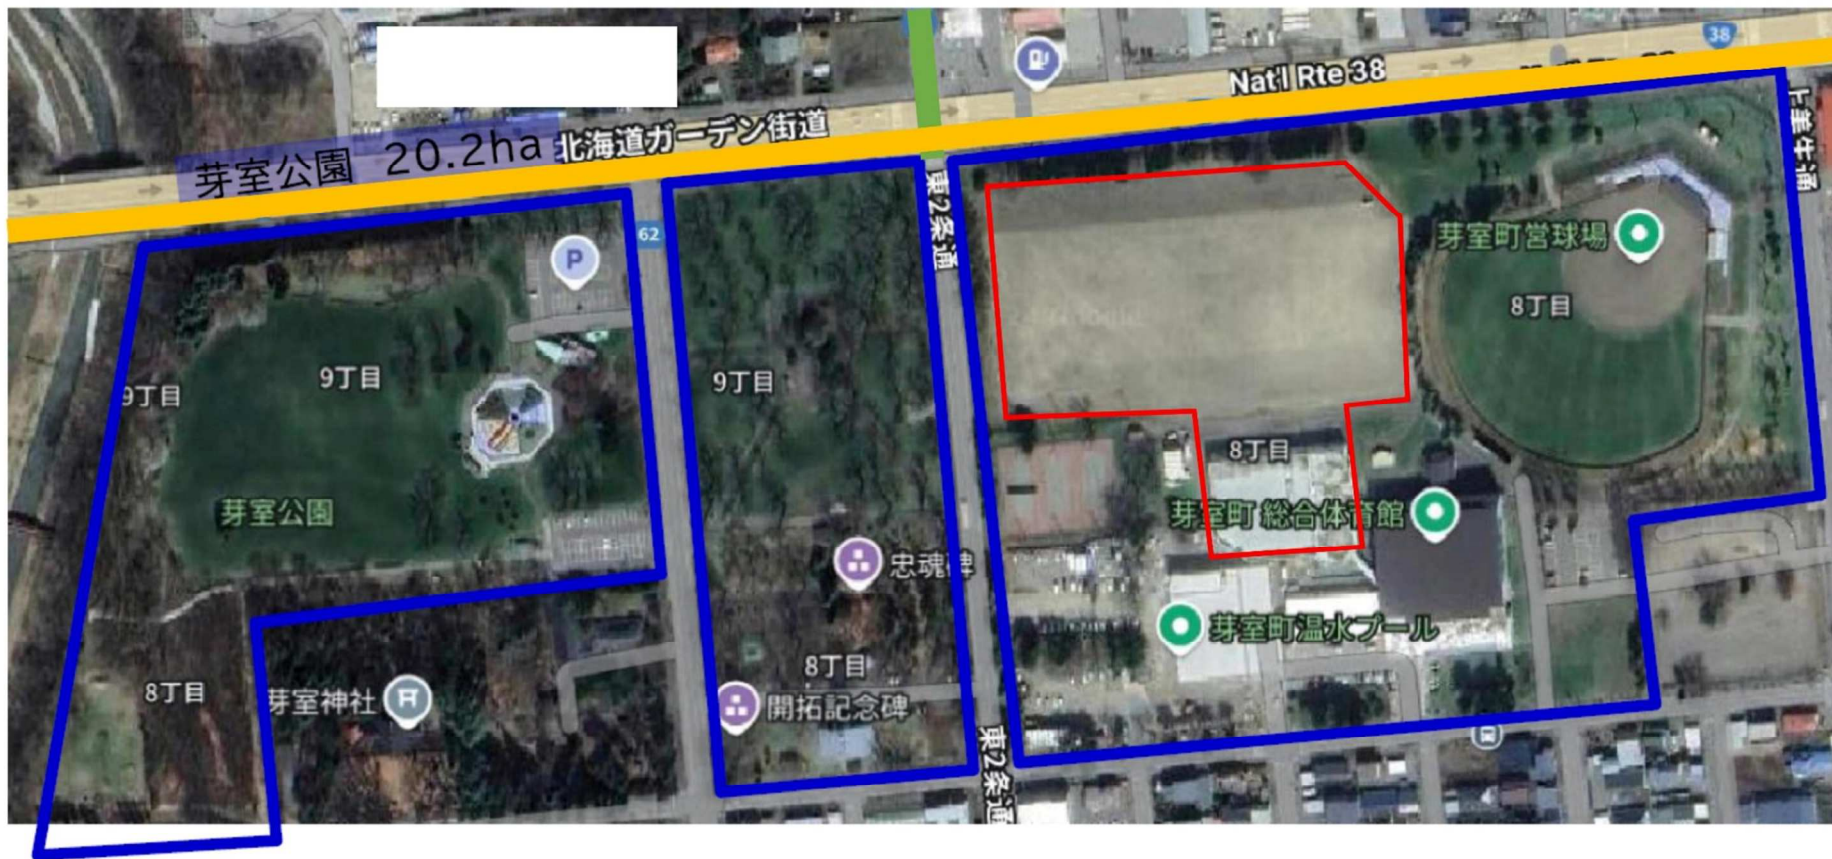 38
Nat'l Rte 38
北海道ガーデン街道
芽室公園 20.2ha
上美生通
東2条通
62
P
芽室町営球場
8丁目
9丁目
9丁目
9丁目
8丁目
芽室公園
芽室町 総合体育館
忠魂碑
芽室町温水プール
8丁目
8丁目
芽室神社
開拓記念碑
東2条通